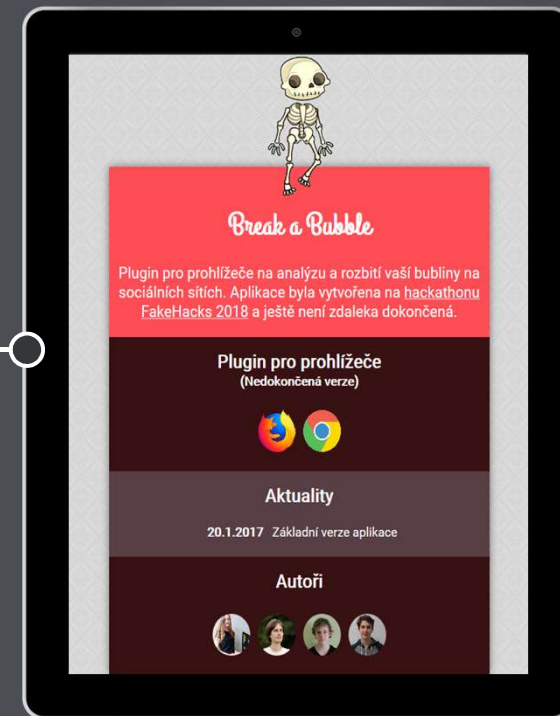 Break a Bubble
Plugin pro prohlížeče na analýzu a rozbití vaší bubliny na
sociálních sítích. Aplikace byla vytvořena na hackathonu
FakeHacks 2018 a ještě není zdaleka dokončená.
Plugin pro prohlížeče
(Nedokončená verze)
Aktuality
20.1.2017 Základní verze aplikace
Autoři